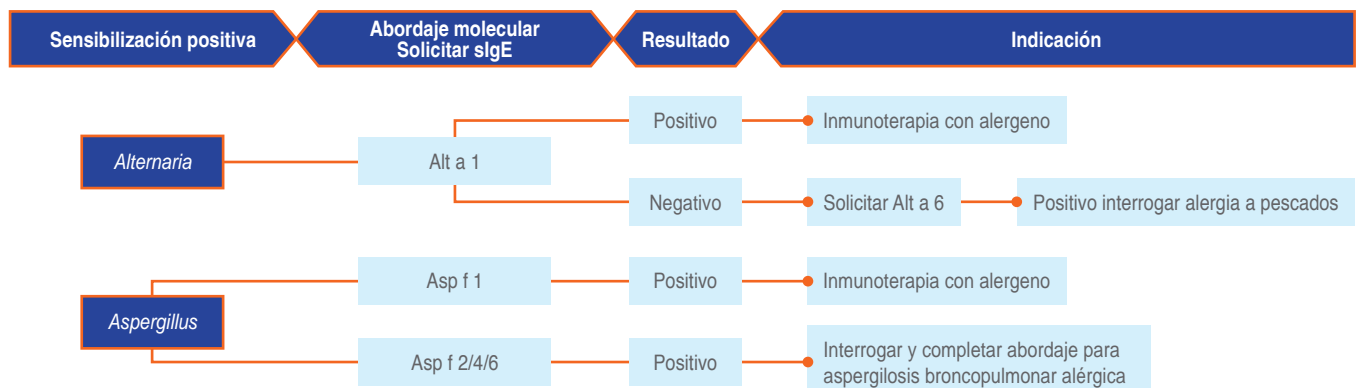 Sensibilización positiva
Abordaje molecular
Solicitar sIgE
Resultado
Indicación
Alternaria
Alt a 1
Positivo
Inmunoterapia con alergeno
Negativo
Solicitar Alt a 6
Positivo interrogar alergia a pescados
Aspergillus
Asp f 1
Positivo
Inmunoterapia con alergeno
Asp f 2/4/6
Positivo
Interrogar y completar abordaje para
aspergilosis broncopulmonar alérgica